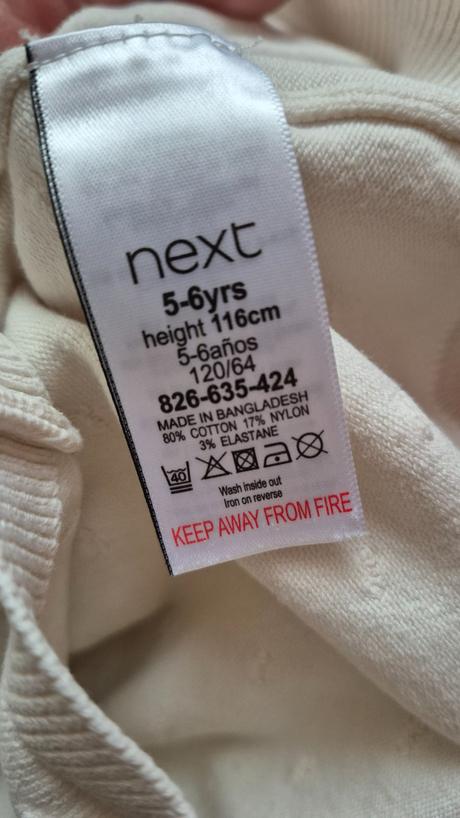 next
5-6yrs
height 116cm
5-6años
120/64
826-635-424
MADE IN BANGLADESH
80% COTTON 17% NYLON
3% ELASTANE
40
Wash inside out
Iron on reverse
KEEP AWAY FROM FIRE